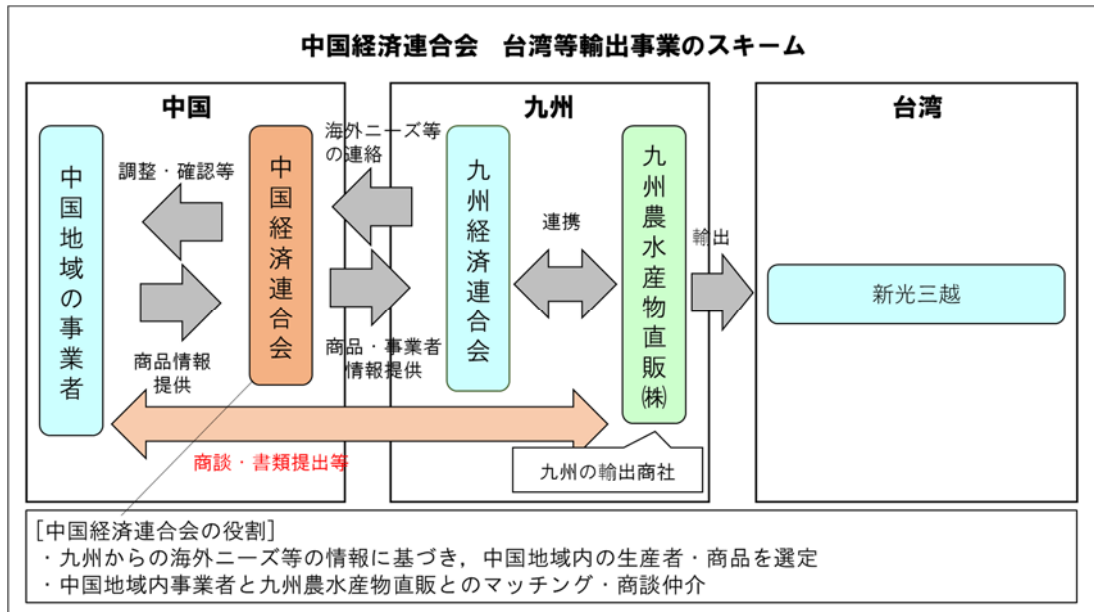 中国経済連合会　台湾等輸出事業のスキーム
中国
九州
台湾
中国地域の事業者
調整・確認等
商品情報
提供
中国経済連合会
海外ニーズ等
の連絡
商品・事業者
情報提供
九州経済連合会
連携
九州農水産物直販㈱
輸出
新光三越
商談・書類提出等
九州の輸出商社
[中国経済連合会の役割]
・九州からの海外ニーズ等の情報に基づき，中国地域内の生産者・商品を選定
・中国地域内事業者と九州農水産物直販とのマッチング・商談仲介